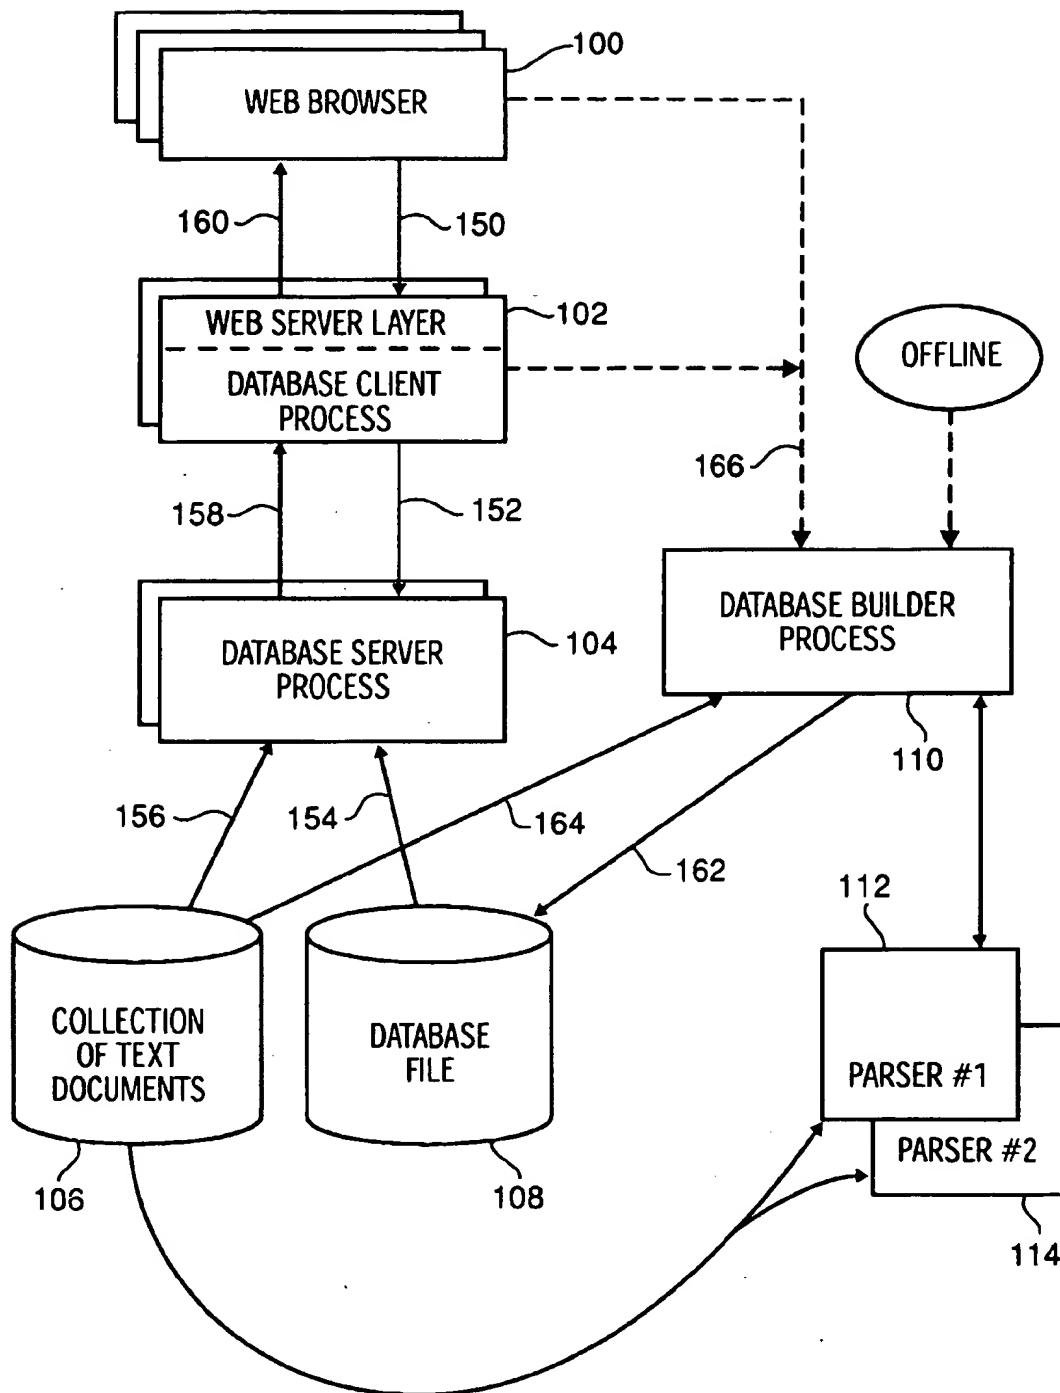 100
WEB BROWSER
160
150
WEB SERVER LAYER
102
DATABASE CLIENT
PROCESS
OFFLINE
166
158
152
DATABASE BUILDER
PROCESS
DATABASE SERVER
PROCESS
104
110
156
154
164
162
112
COLLECTION
OF TEXT
DOCUMENTS
DATABASE
FILE
PARSER #1
PARSER #2
106
108
114